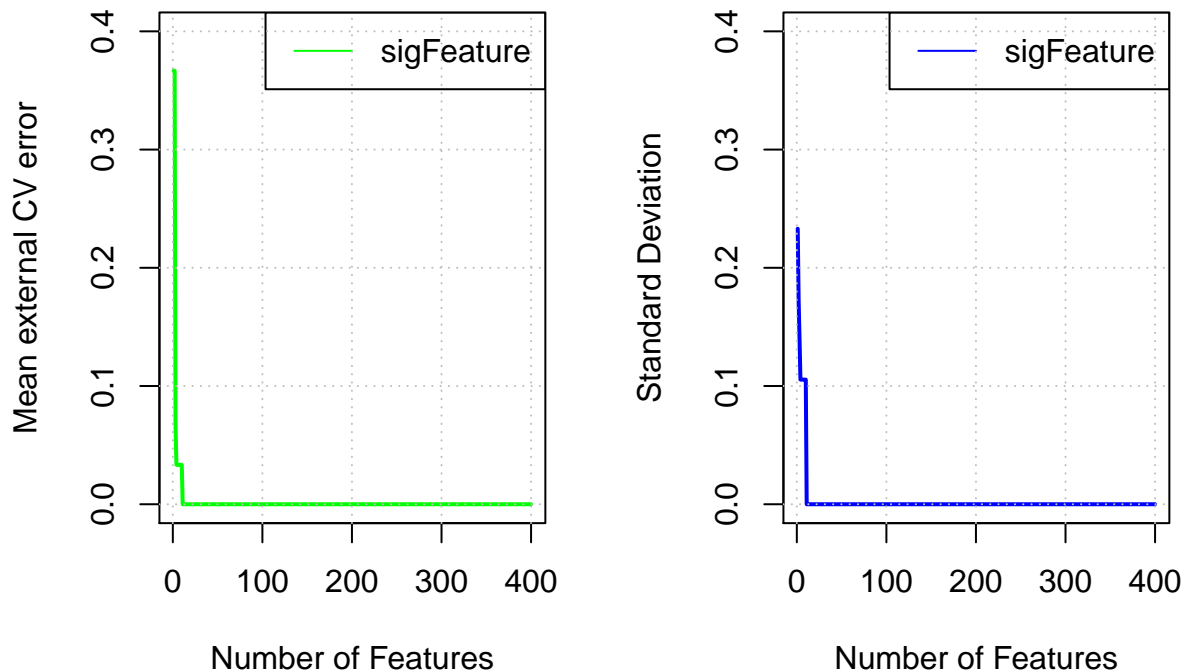 Mean external CV error
0.4
0.3
0.2
0.1
0.0
sigFeature
0 100 200 300 400
Number of Features
Standard Deviation
0.4
0.3
0.2
0.1
0.0
sigFeature
0 100 200 300 400
Number of Features